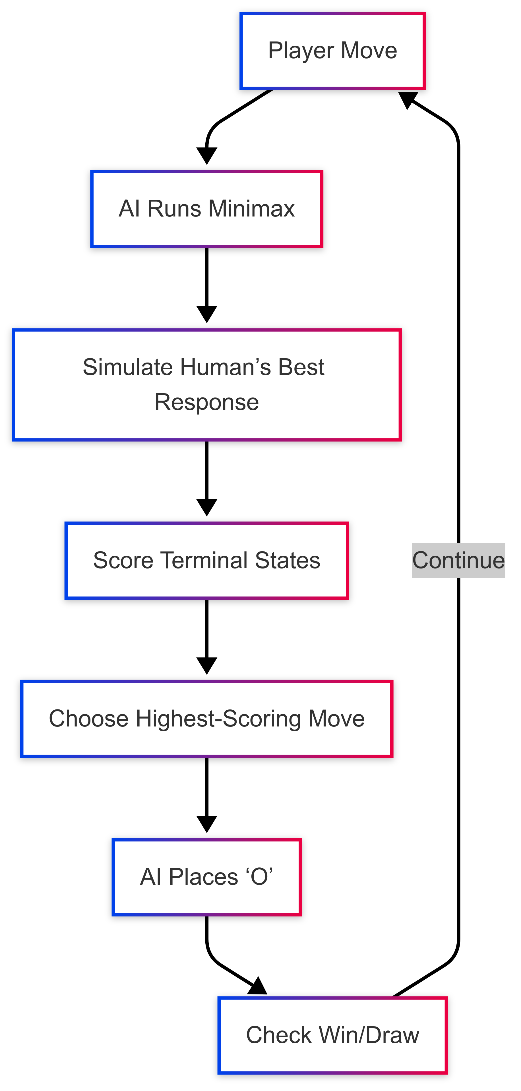 Player Move
AI Runs Minimax
Simulate Human’s Best
Response
Score Terminal States
Continue
Choose Highest-Scoring Move
AI Places ‘O’
Check Win/Draw